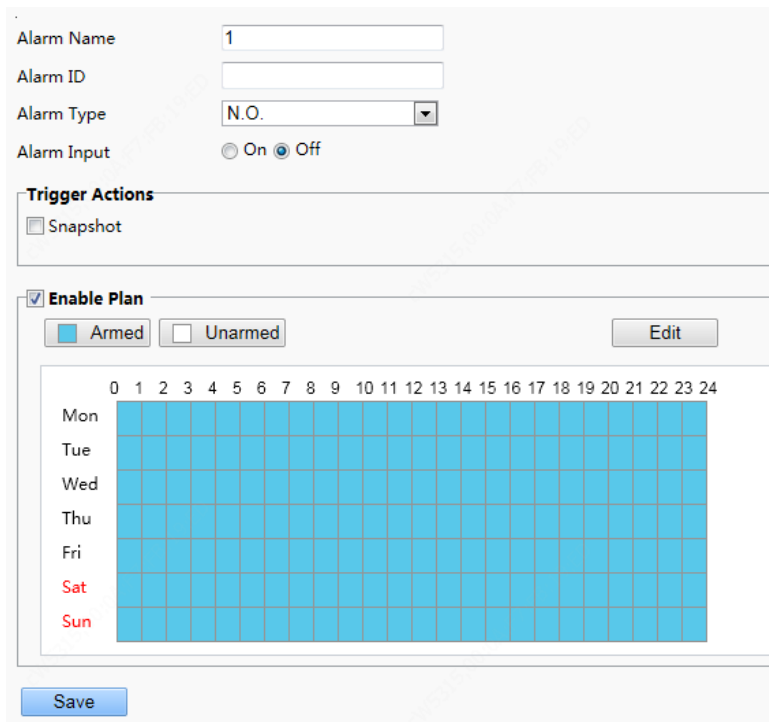 Alarm Name 1
Alarm ID
Alarm Type N.O.
Alarm Input On Off
Trigger Actions
Snapshot
Enable Plan
Armed Unarmed Edit
0 1 2 3 4 5 6 7 8 9 10 11 12 13 14 15 16 17 18 19 20 21 22 23 24
Mon
Tue
Wed
Thu
Fri
Sat
Sun
Save